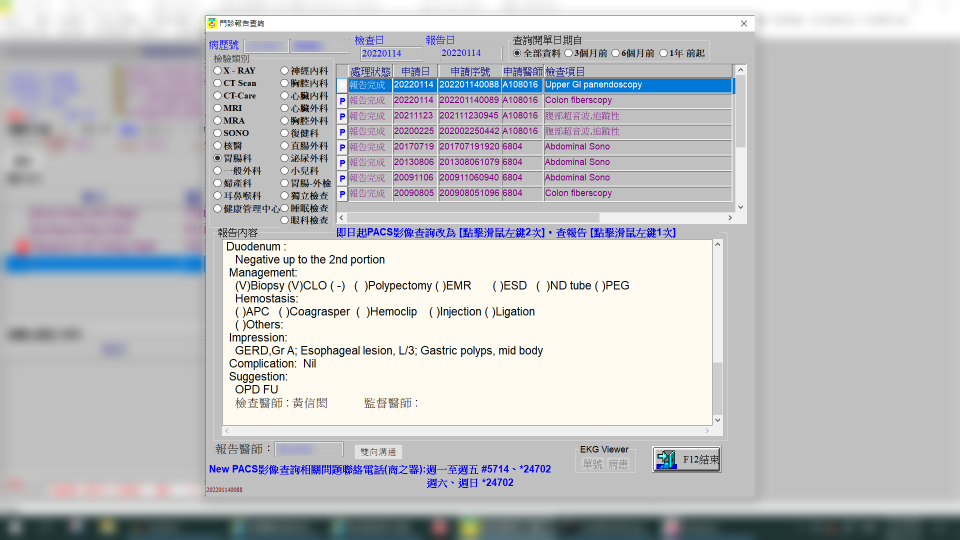 門診報告查詢
病歷號
檢查日 報告日 查詢開單日期自
20220114 20220114 全部資料 3個月前 6個月前 1年 前起
檢驗類別
X - RAY 神經內科
CT Scan 胸腔內科
CT-Care 心臟內科
MRI 心臟外科
MRA 胸腔外科
SONO 復健科
核醫 直腸外科
胃腸科 泌尿外科
一般外科 小兒科
婦產科 胃腸-外檢
耳鼻喉科 獨立檢查
健康管理中心 睡眠檢查
眼科檢查
處理狀態 申請日 申請序號 申請醫師 檢查項目
報告完成 20220114 202201140088 A108016 Upper GI panendoscopy
P 報告完成 20220114 202201140089 A108016 Colon fiberscopy
P 報告完成 20211123 202111230945 A108016 腹部超音波,追蹤性
P 報告完成 20200225 202002250442 A108016 腹部超音波,追蹤性
P 報告完成 20170719 201707191920 6804 Abdominal Sono
P 報告完成 20130806 201308061079 6804 Abdominal Sono
P 報告完成 20091106 200911060940 6804 Abdominal Sono
P 報告完成 20090805 200908051096 6804 Colon fiberscopy
報告內容 即日起PACS影像查詢改為 [點擊滑鼠左鍵2次]，查報告 [點擊滑鼠左鍵1次]
Duodenum :
Negative up to the 2nd portion
Management:
(V)Biopsy (V)CLO ( -) ( )Polypectomy ( )EMR ( )ESD ( )ND tube ( )PEG
Hemostasis:
( )APC ( )Coagrasper ( )Hemoclip ( )Injection ( )Ligation
( )Others:
Impression:
GERD,Gr A; Esophageal lesion, L/3; Gastric polyps, mid body
Complication: Nil
Suggestion:
OPD FU
檢查醫師：黃信閎 監督醫師：
報告醫師： 雙向溝通 EKG Viewer
單號 病患 F12結束
New PACS影像查詢相關問題聯絡電話(商之器):週一至週五 #5714、*24702
週六、週日 *24702
202201140088